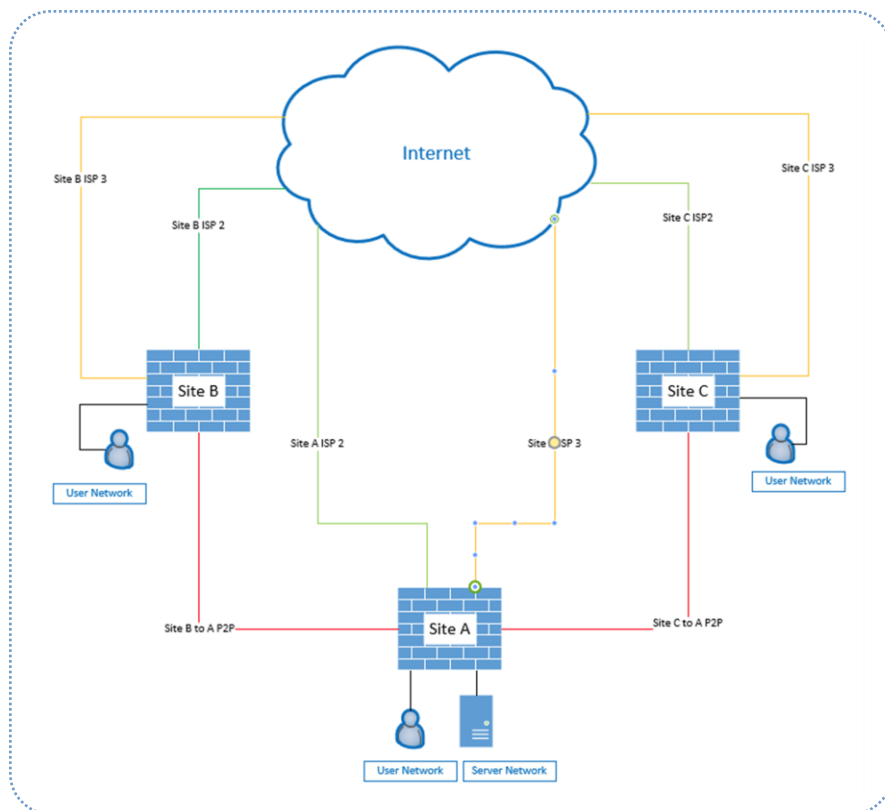 Internet
Site B ISP 3
Site C ISP 3
Site B ISP 2
Site C ISP2
Site B
Site C
Site A ISP 2
Site ISP 3
User Network
User Network
Site B to A P2P
Site A
Site C to A P2P
User Network
Server Network